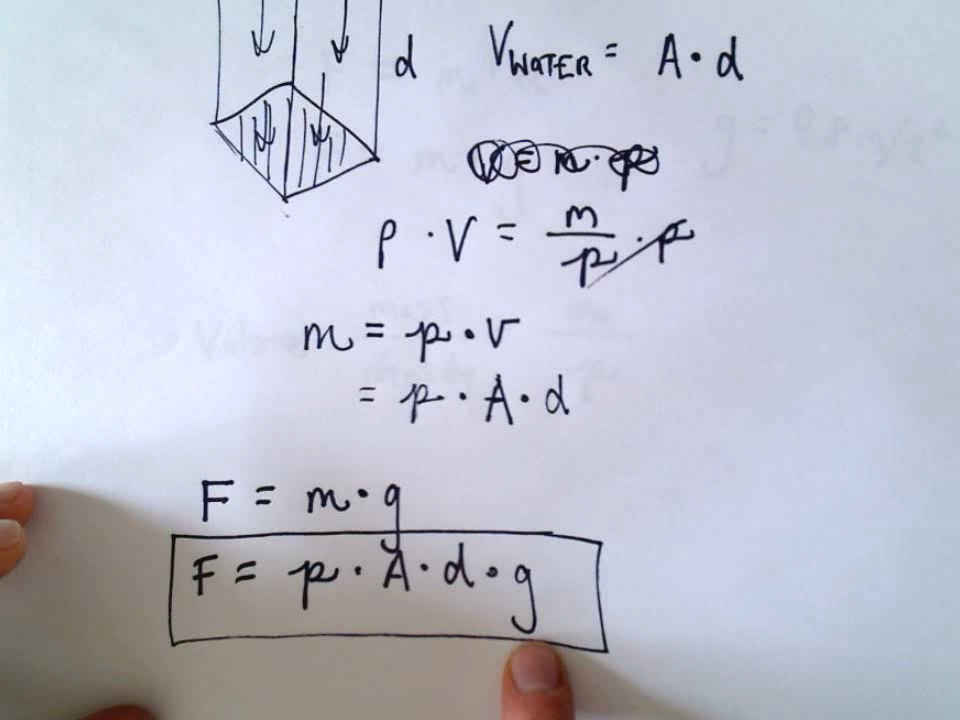 d V_WATER = A · d
ρ · V = m/ρ · ρ
m = ρ · V
= ρ · A · d
F = m · g
F = ρ · A · d · g